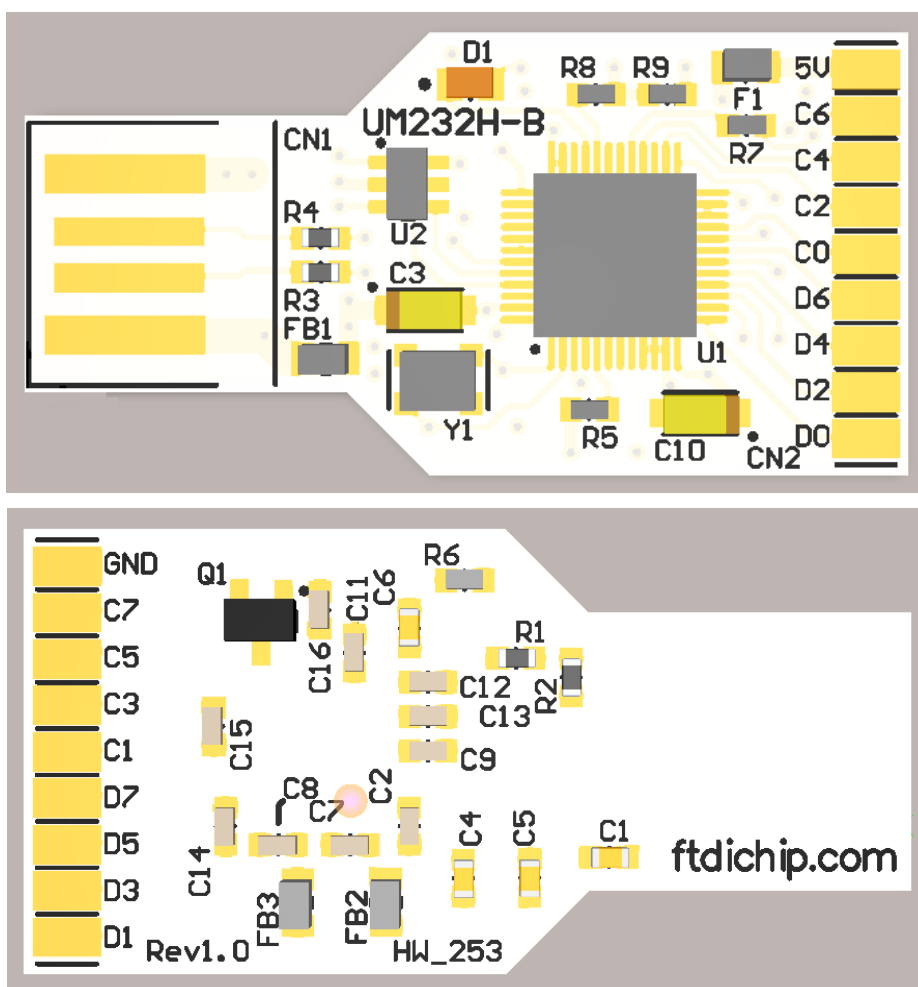 D1
R8
R9
5V
F1
C6
UM232H-B
CN1
R7
C4
R4
U2
C2
C3
C0
R3
D6
FB1
U1
D4
D2
Y1
R5
C10
D0
CN2
GND
Q1
R6
C7
C11
C6
C5
C16
R1
C3
C12
R2
C13
C1
C15
C9
D7
C8
C2
C7
D5
C4
C5
C1
ftdichip.com
C14
D3
FB3
FB2
D1
Rev1.0
HW_253